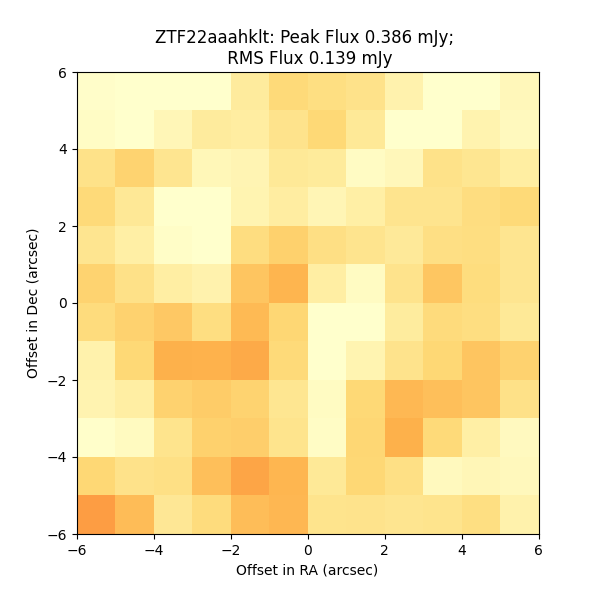 ZTF22aaahklt: Peak Flux 0.386 mJy;
RMS Flux 0.139 mJy
6
4
2
0
−2
−4
−6
Offset in Dec (arcsec)
−6 −4 −2 0 2 4 6
Offset in RA (arcsec)